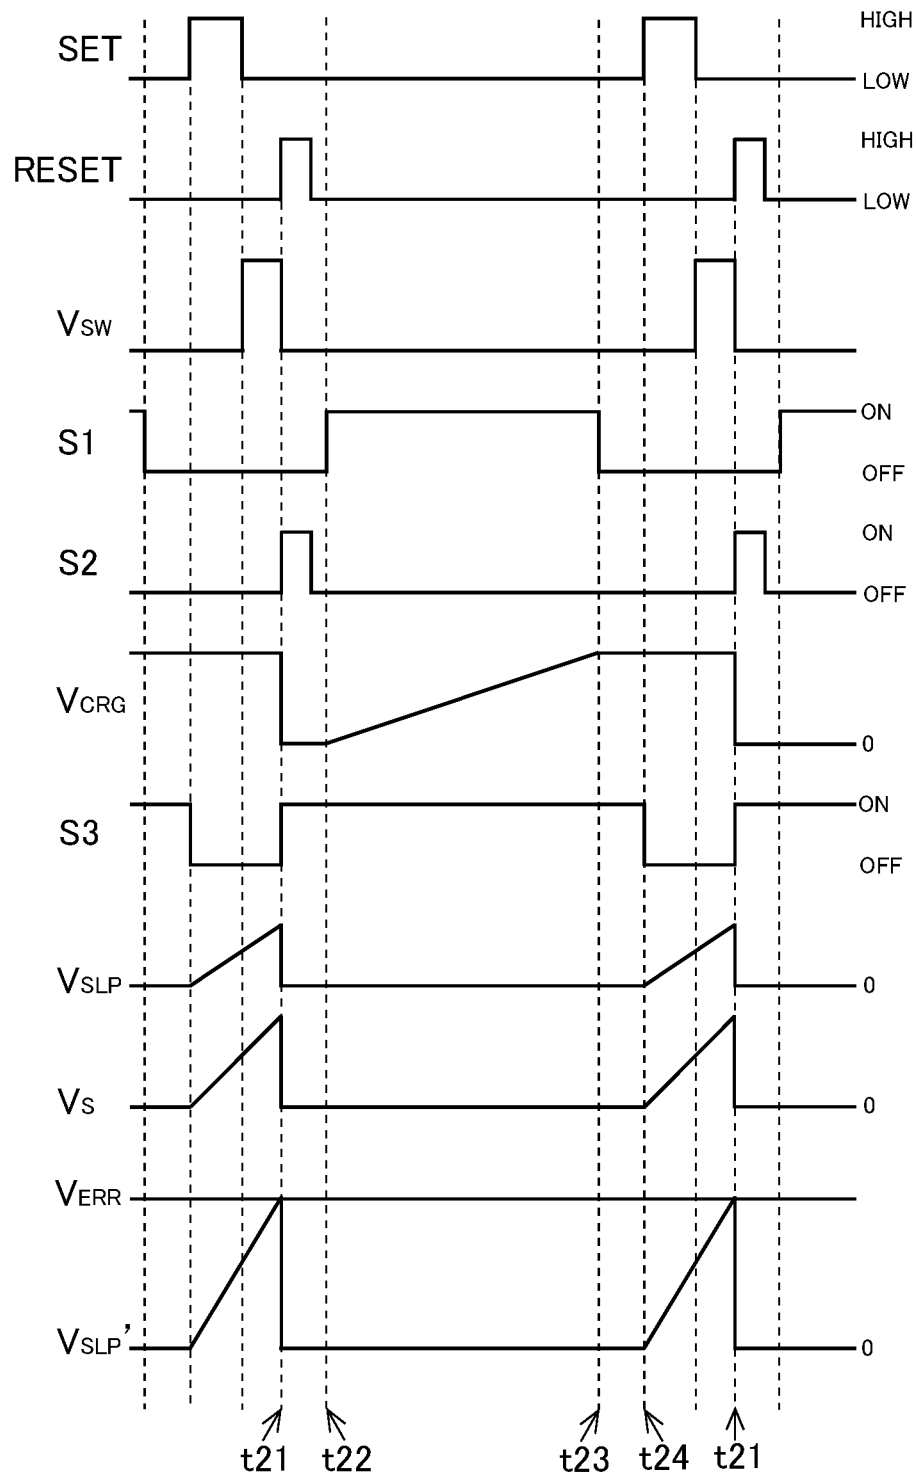 SET HIGH
LOW
RESET HIGH
LOW
VSW
S1 ON
OFF
S2 ON
OFF
VCRG
0
S3 ON
OFF
VSLP 0
VS 0
VERR
VSLP' 0
t21 t22 t23 t24 t21